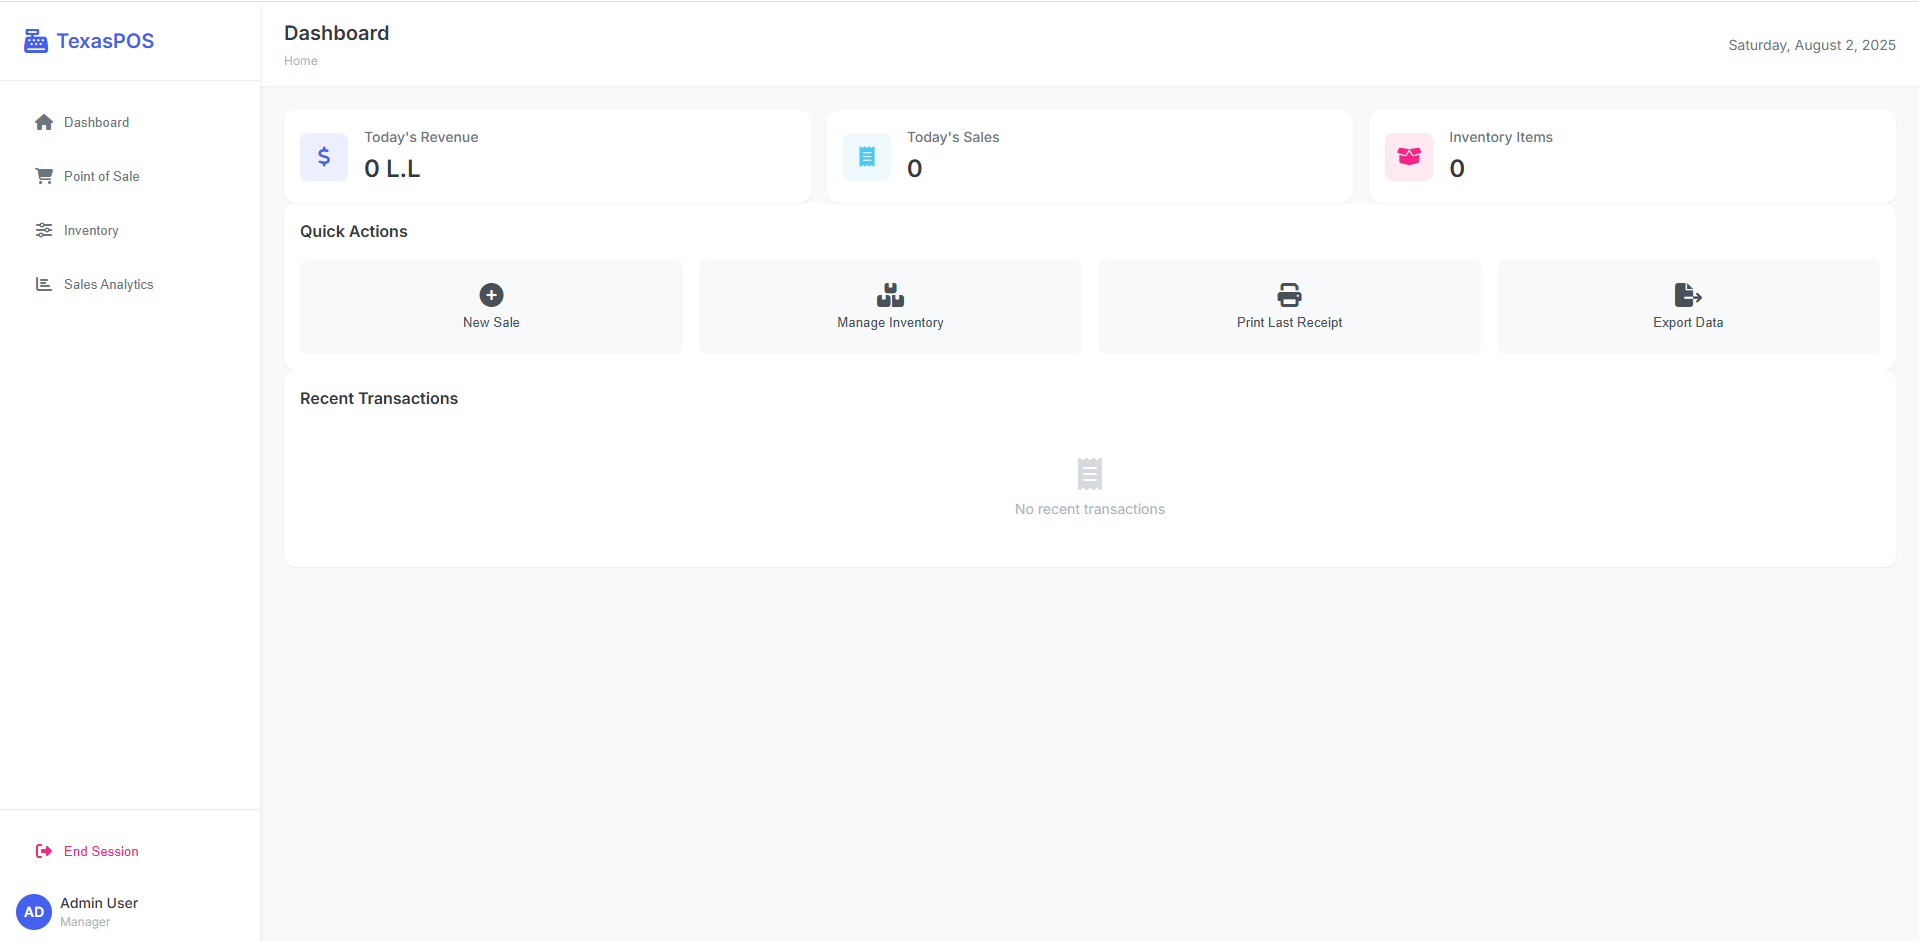 TexasPOS
Dashboard
Point of Sale
Inventory
Sales Analytics
End Session
AD
Admin User
Manager
Dashboard
Home
Saturday, August 2, 2025
Today's Revenue
0 L.L
Today's Sales
0
Inventory Items
0
Quick Actions
New Sale
Manage Inventory
Print Last Receipt
Export Data
Recent Transactions
No recent transactions